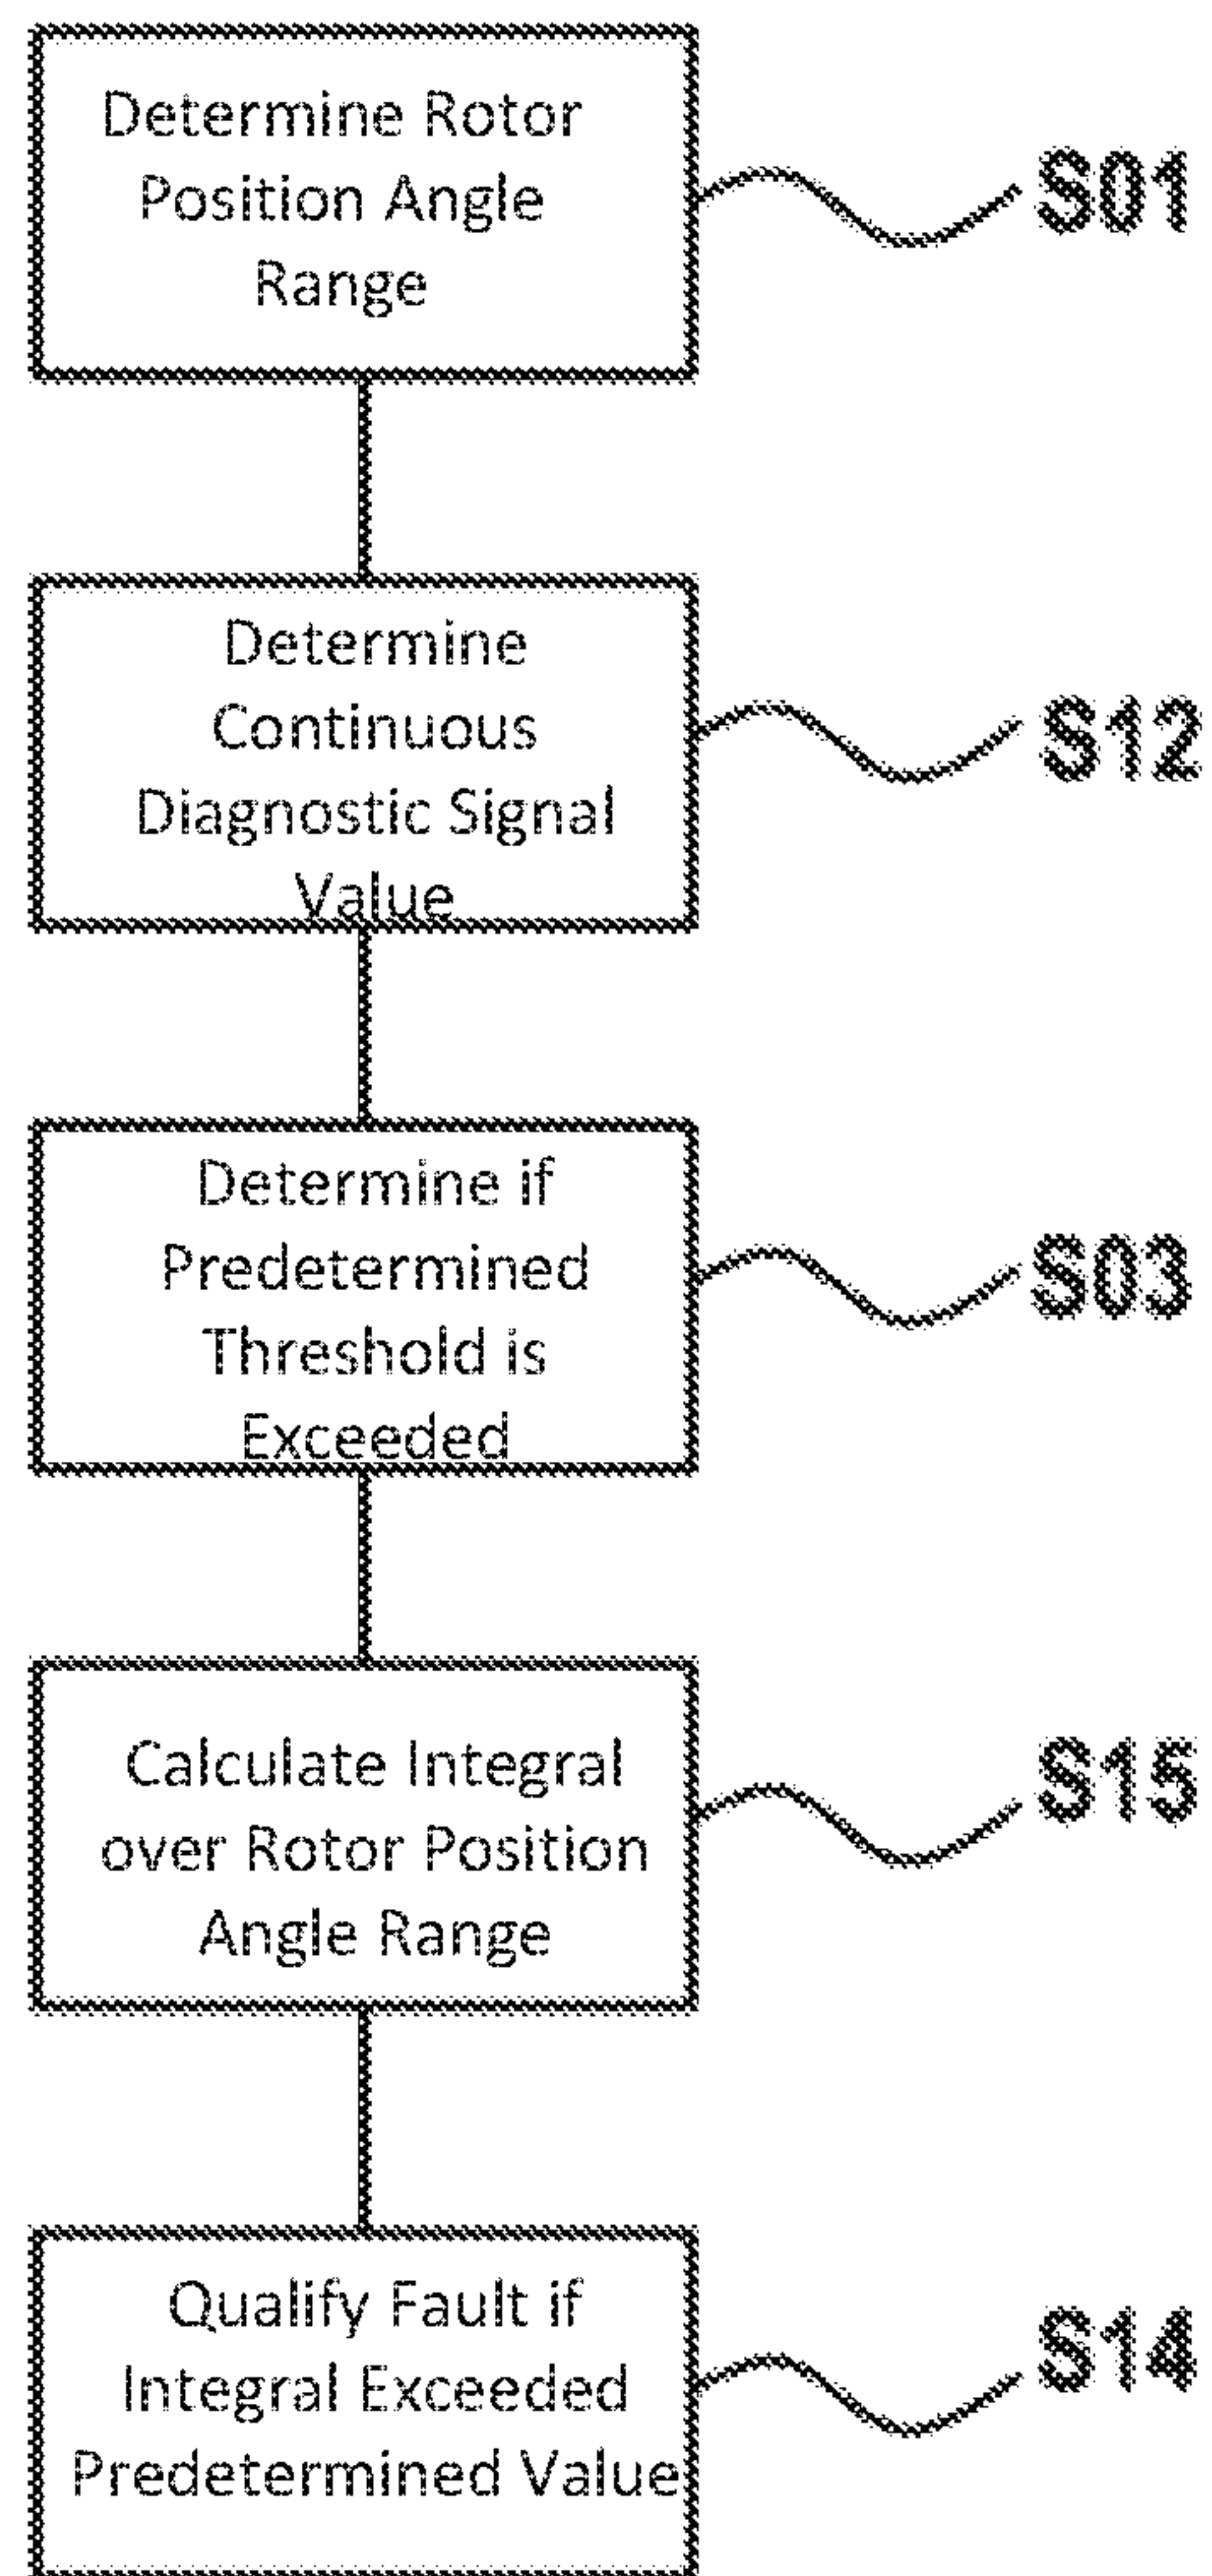 Determine Rotor
Position Angle
Range
S01
Determine
Continuous
Diagnostic Signal
Value
S12
Determine if
Predetermined
Threshold is
Exceeded
S03
Calculate Integral
over Rotor Position
Angle Range
S15
Qualify Fault if
Integral Exceeded
Predetermined Value
S14